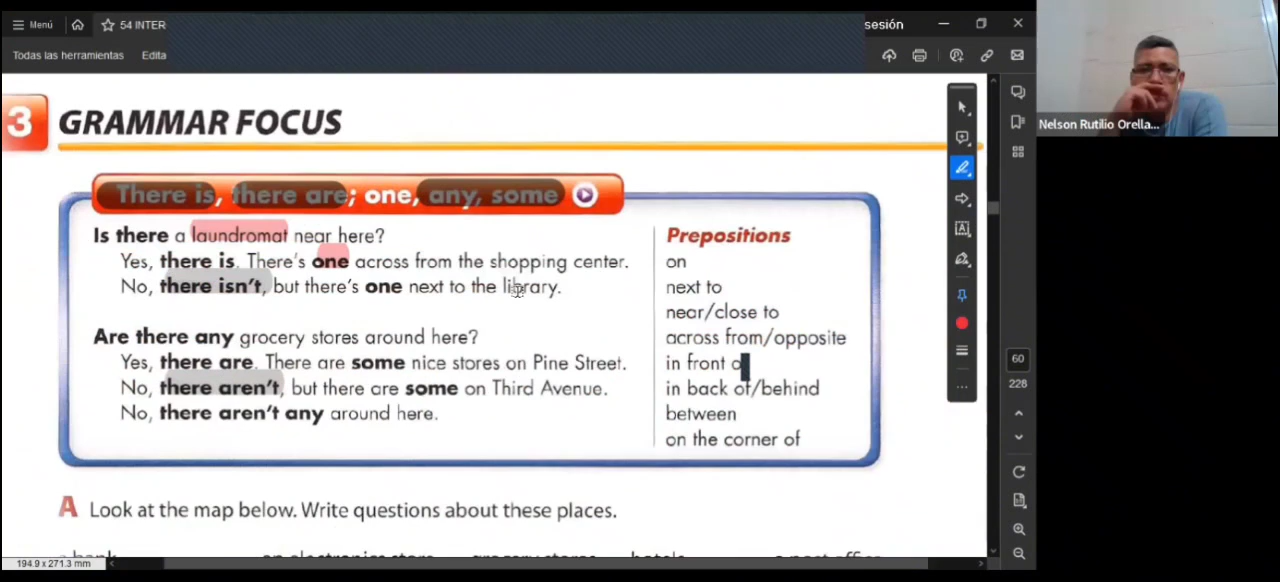 Menú
54 INTER
sesión
Todas las herramientas
Edita
Nelson Rutilio Orella...
3 GRAMMAR FOCUS
There is, there are; one, any, some
Is there a laundromat near here?
Yes, there is. There's one across from the shopping center.
No, there isn't, but there's one next to the library.
Are there any grocery stores around here?
Yes, there are. There are some nice stores on Pine Street.
No, there aren't, but there are some on Third Avenue.
No, there aren't any around here.
Prepositions
on
next to
near/close to
across from/opposite
in front
in back of/behind
between
on the corner of
60
228
A Look at the map below. Write questions about these places.
194.9 x 271.3 mm